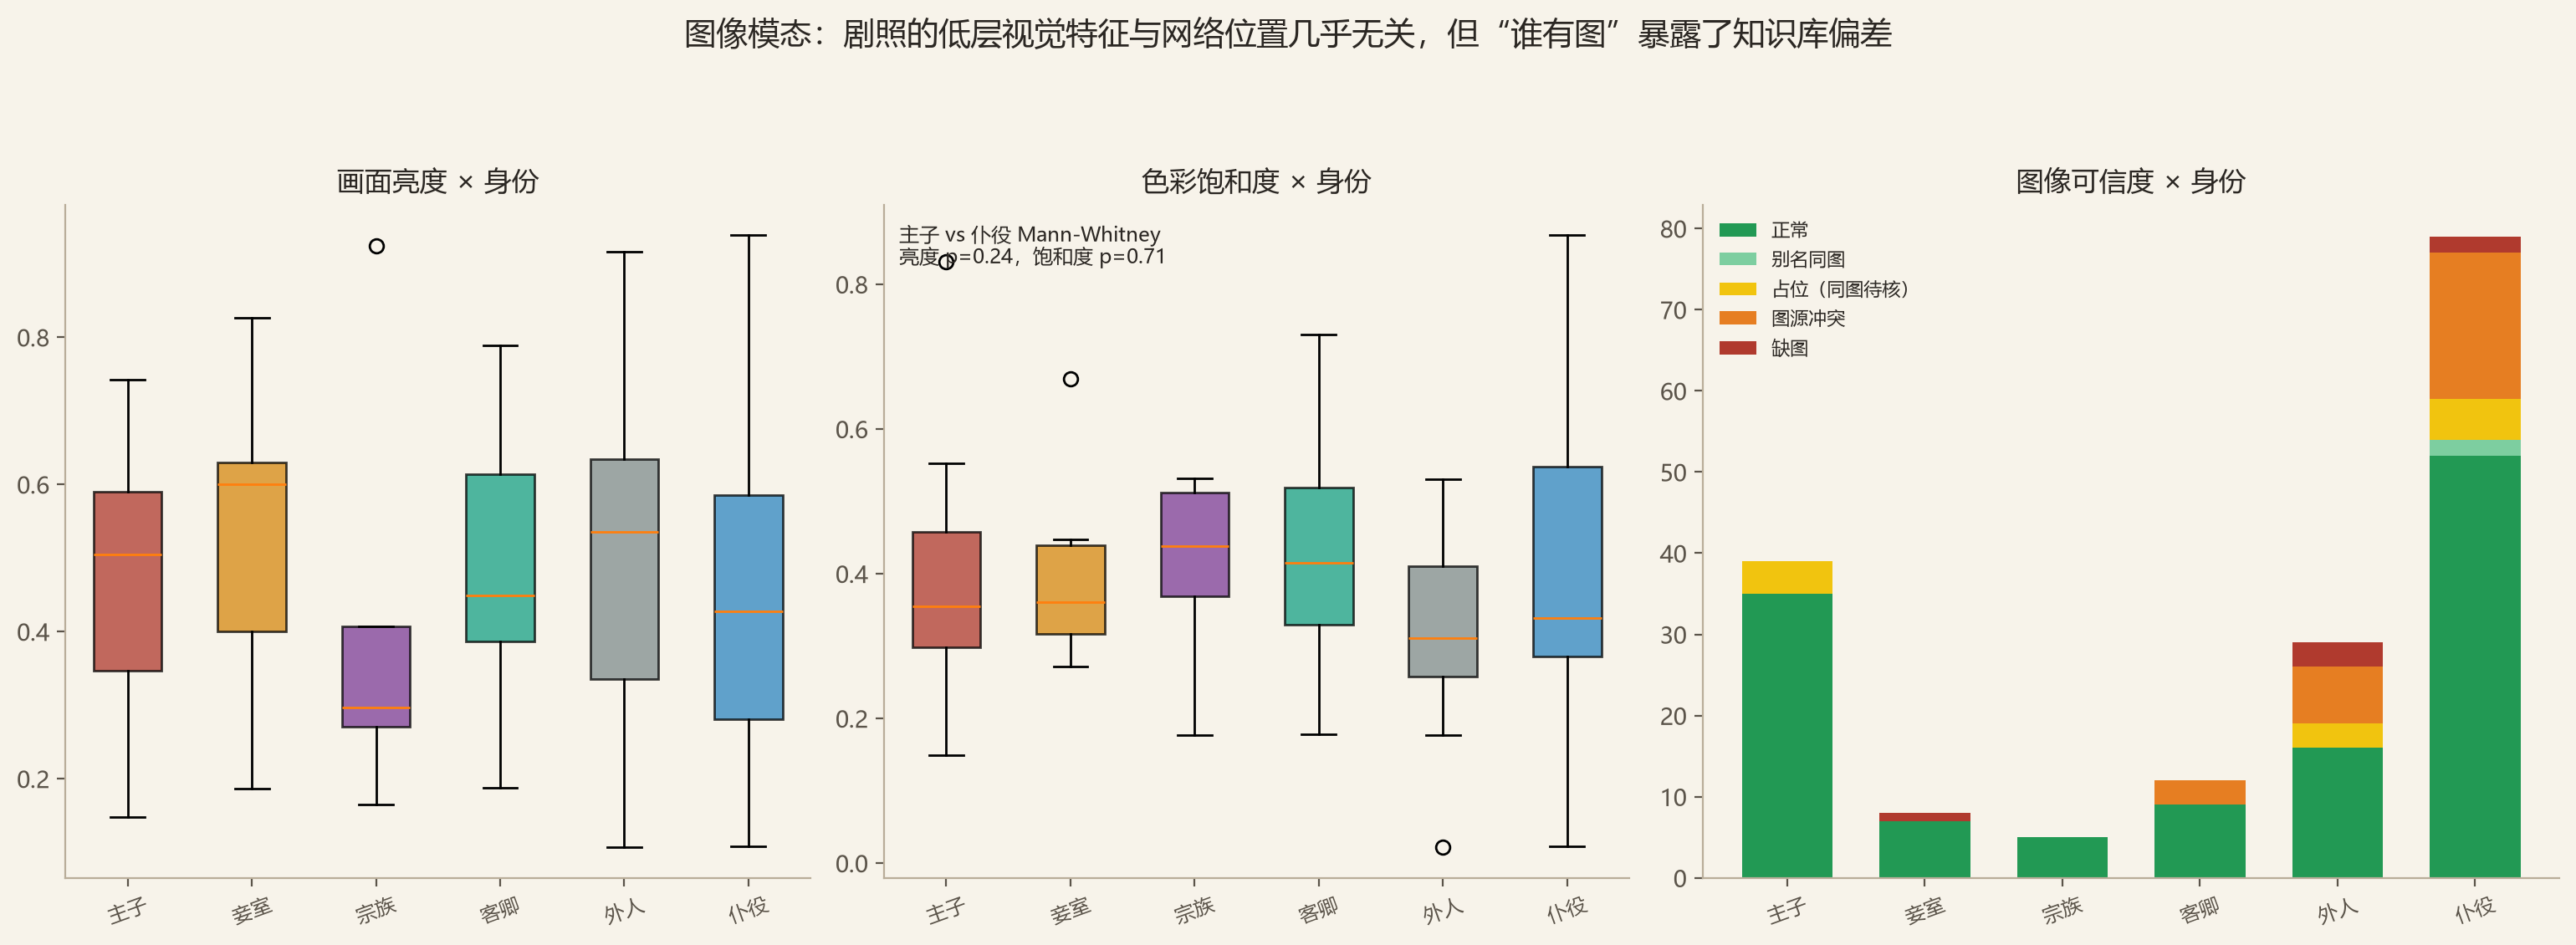 图像模态：剧照的低层视觉特征与网络位置几乎无关，但“谁有图”暴露了知识库偏差
画面亮度 × 身份
0.8
0.6
0.4
0.2
主子
妾室
宗族
客卿
外人
仆役
色彩饱和度 × 身份
主子 vs 仆役 Mann-Whitney
亮度 p=0.24，饱和度 p=0.71
0.8
0.6
0.4
0.2
0.0
主子
妾室
宗族
客卿
外人
仆役
图像可信度 × 身份
正常
别名同图
占位（同图待核）
图源冲突
缺图
80
70
60
50
40
30
20
10
0
主子
妾室
宗族
客卿
外人
仆役